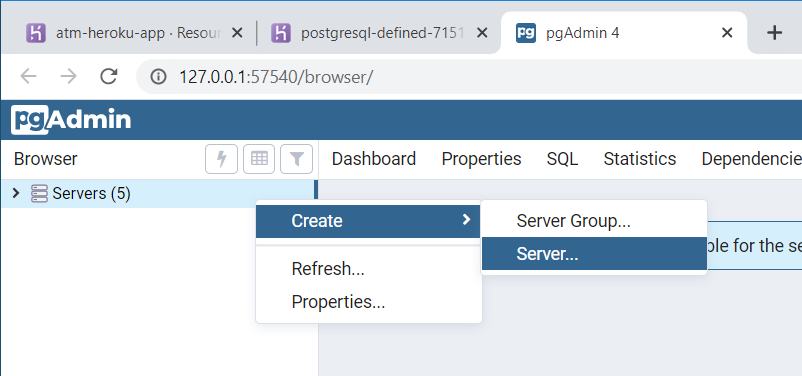 atm-heroku-app · Resour
postgresql-defined-7151
pgAdmin 4
127.0.0.1:57540/browser/
pgAdmin
Browser
Dashboard Properties SQL Statistics Dependencie
Servers (5)
Create
Server Group...
Server...
ble for the se
Refresh...
Properties...